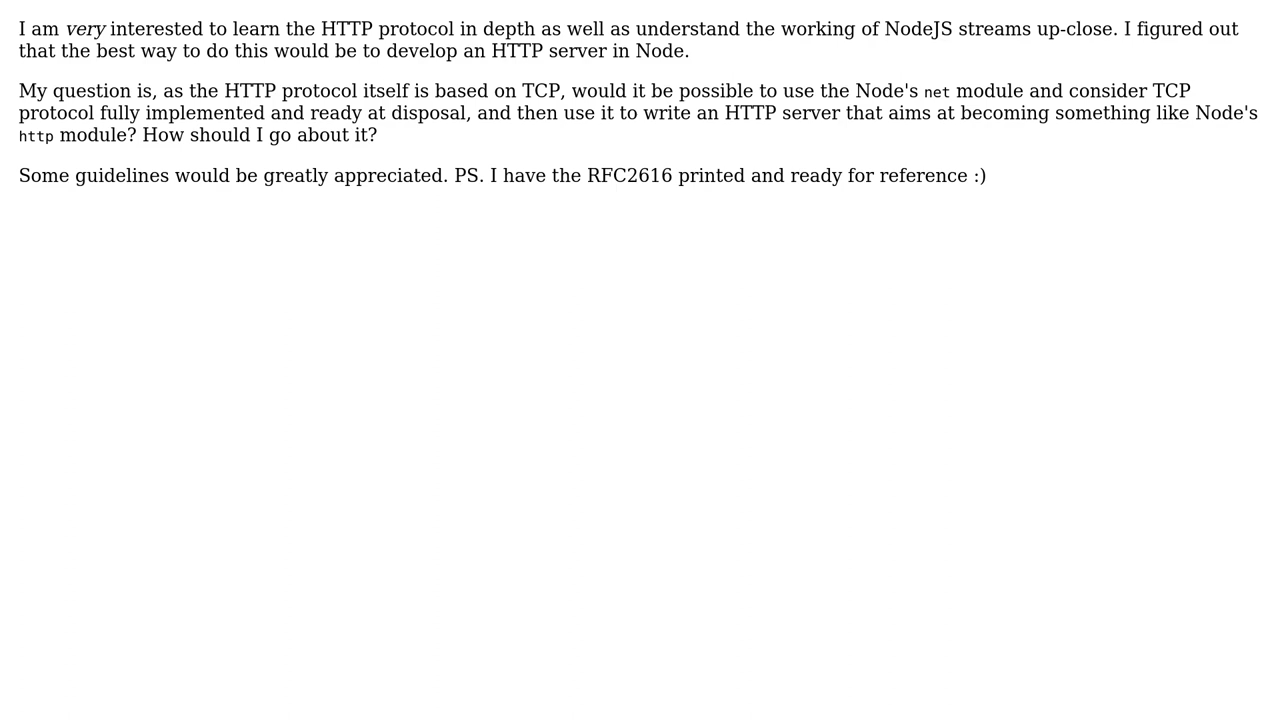 I am very interested to learn the HTTP protocol in depth as well as understand the working of NodeJS streams up-close. I figured out
that the best way to do this would be to develop an HTTP server in Node.
My question is, as the HTTP protocol itself is based on TCP, would it be possible to use the Node's net module and consider TCP
protocol fully implemented and ready at disposal, and then use it to write an HTTP server that aims at becoming something like Node's
http module? How should I go about it?
Some guidelines would be greatly appreciated. PS. I have the RFC2616 printed and ready for reference :)